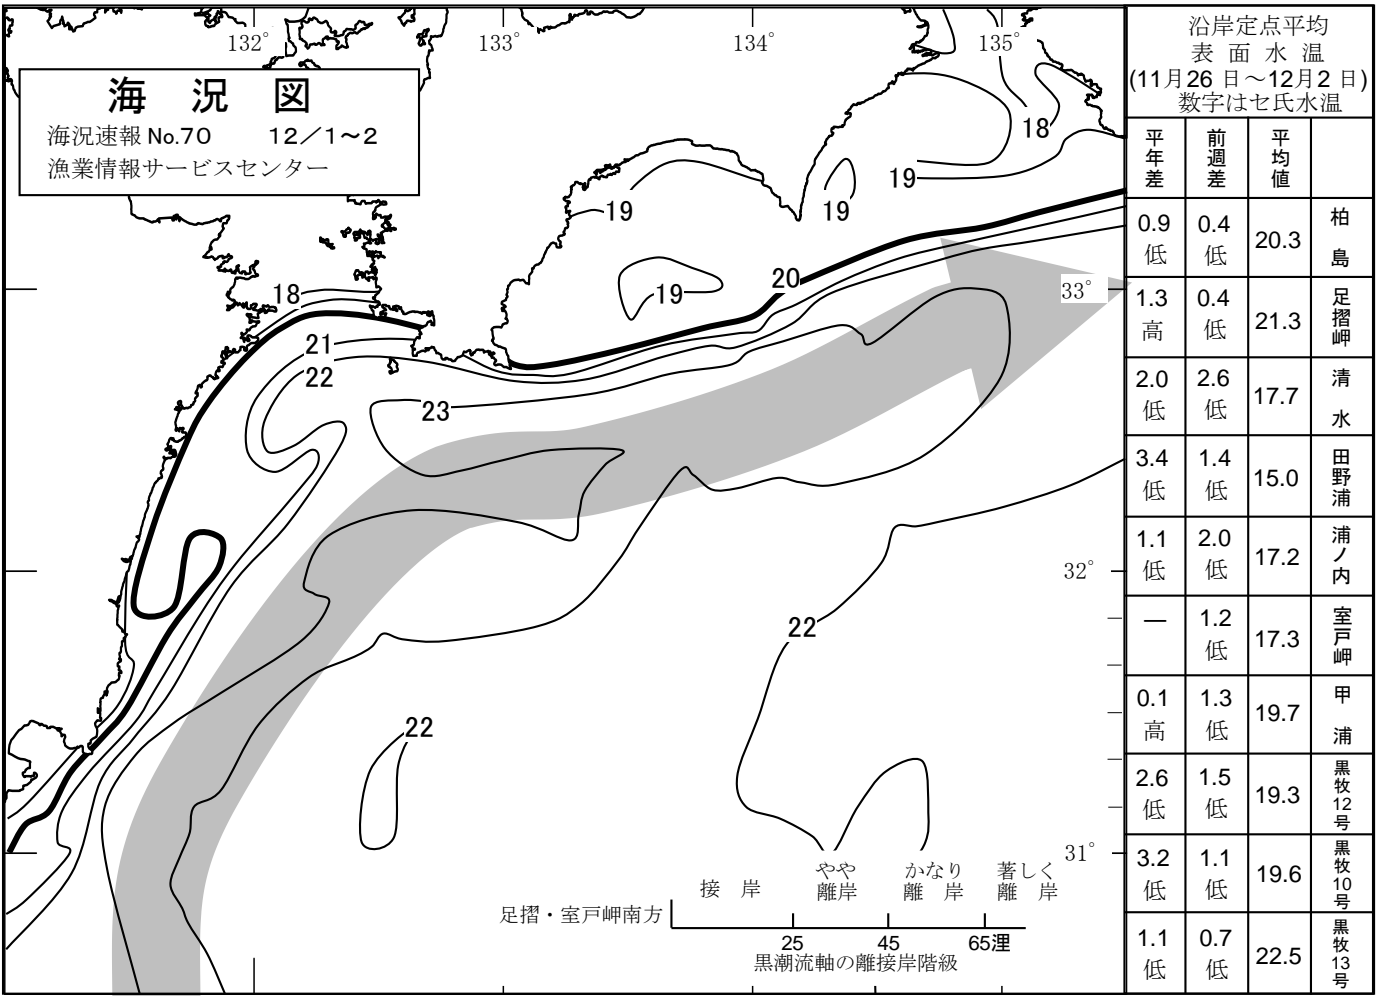 132°
133°
134°
135°
海 況 図
海況速報 No.70 12／1～2
漁業情報サービスセンター
18
19
19
19
19
20
18
21
22
23
33°
32°
22
22
31°
接 岸
やや
離岸
かなり
離 岸
著しく
離 岸
足摺・室戸岬南方
25 45 65浬
黒潮流軸の離接岸階級
沿岸定点平均
表 面 水 温
(11月26 日～12月2 日)
数字はセ氏水温
平年差 前週差 平均値
0.9低 0.4低 20.3 柏島
1.3高 0.4低 21.3 足摺岬
2.0低 2.6低 17.7 清水
3.4低 1.4低 15.0 田野浦
1.1低 2.0低 17.2 浦ノ内
― 1.2低 17.3 室戸岬
0.1高 1.3低 19.7 甲浦
2.6低 1.5低 19.3 黒牧12号
3.2低 1.1低 19.6 黒牧10号
1.1低 0.7低 22.5 黒牧13号